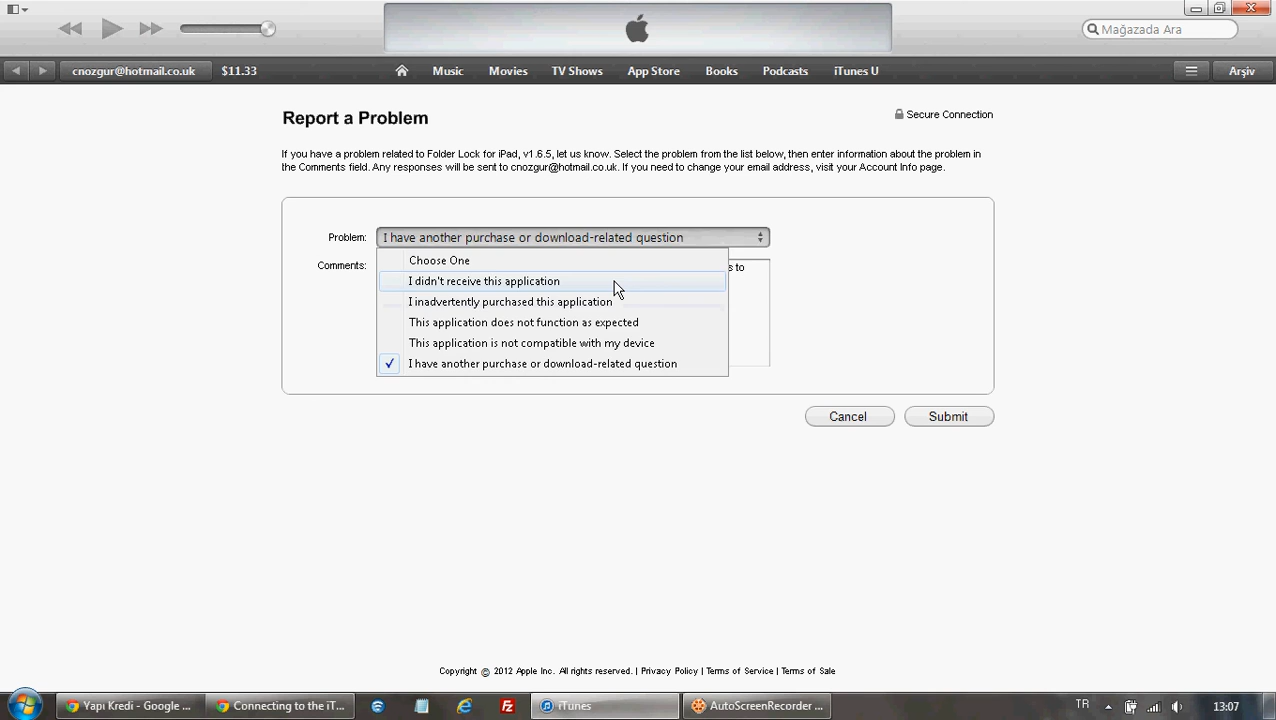 Mağazada Ara
cnozgur@hotmail.co.uk $11.33 Music Movies TV Shows App Store Books Podcasts iTunes U Arşiv
Report a Problem
Secure Connection
If you have a problem related to Folder Lock for iPad, v1.6.5, let us know. Select the problem from the list below, then enter information about the problem in
the Comments field. Any responses will be sent to cnozgur@hotmail.co.uk. If you need to change your email address, visit your Account Info page.
Problem: I have another purchase or download-related question
Comments:
s to
Choose One
I didn't receive this application
I inadvertently purchased this application
This application does not function as expected
This application is not compatible with my device
I have another purchase or download-related question
Cancel Submit
Copyright © 2012 Apple Inc. All rights reserved. | Privacy Policy | Terms of Service | Terms of Sale
Yapı Kredi - Google ... Connecting to the iT... iTunes AutoScreenRecorder ... TR 13:07